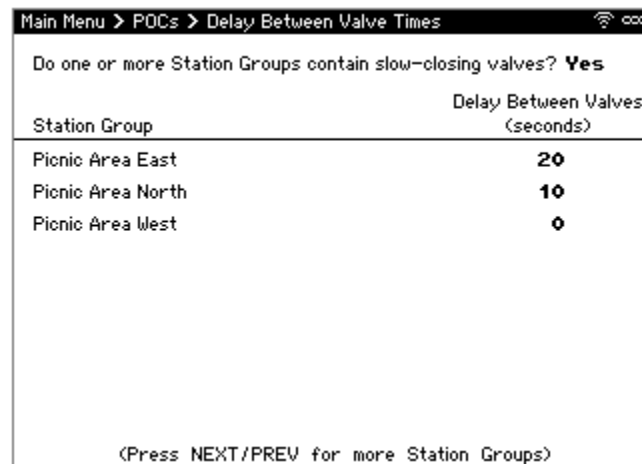 Main Menu > POCs > Delay Between Valve Times
Do one or more Station Groups contain slow-closing valves? Yes
Delay Between Valves
Station Group (seconds)
Picnic Area East 20
Picnic Area North 10
Picnic Area West 0
(Press NEXT/PREV for more Station Groups)